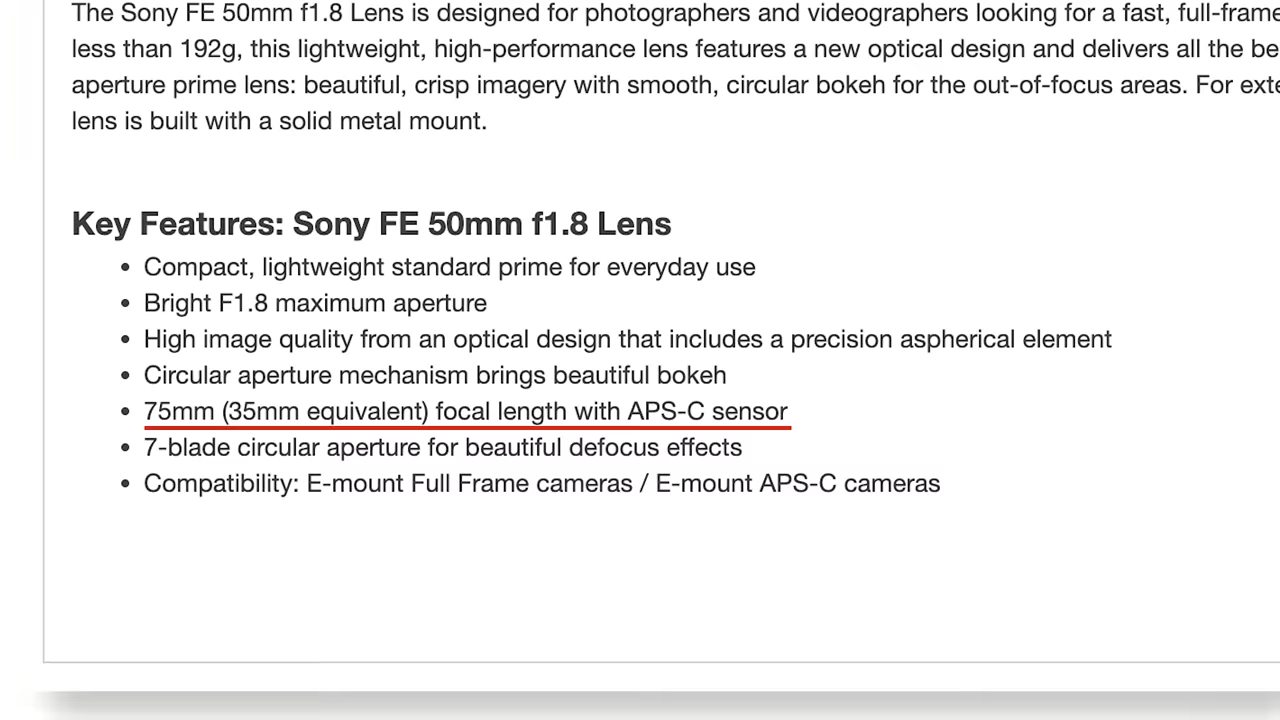 The Sony FE 50mm f1.8 Lens is designed for photographers and videographers looking for a fast, full-frame
less than 192g, this lightweight, high-performance lens features a new optical design and delivers all the be
aperture prime lens: beautiful, crisp imagery with smooth, circular bokeh for the out-of-focus areas. For exte
lens is built with a solid metal mount.
Key Features: Sony FE 50mm f1.8 Lens
• Compact, lightweight standard prime for everyday use
• Bright F1.8 maximum aperture
• High image quality from an optical design that includes a precision aspherical element
• Circular aperture mechanism brings beautiful bokeh
• 75mm (35mm equivalent) focal length with APS-C sensor
• 7-blade circular aperture for beautiful defocus effects
• Compatibility: E-mount Full Frame cameras / E-mount APS-C cameras